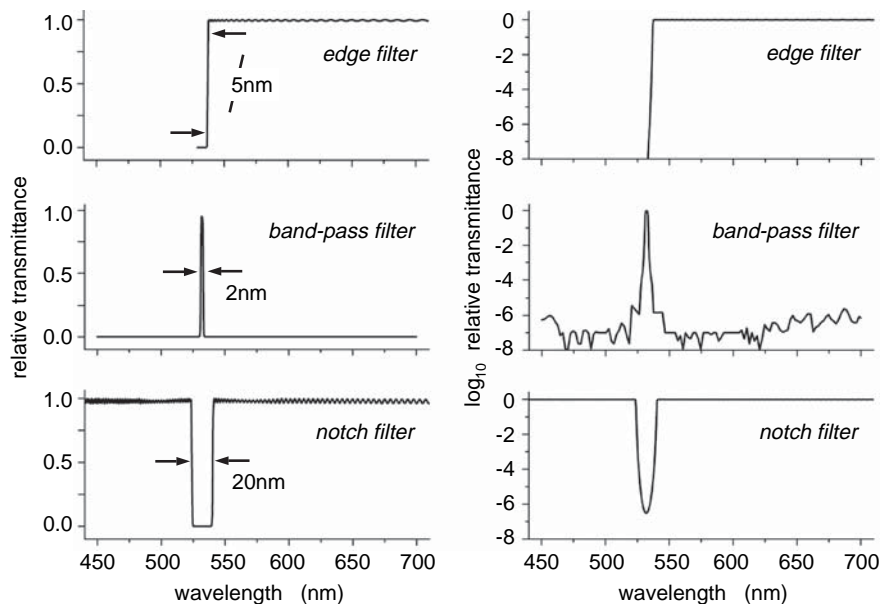 1.0
0.5
0.0
edge filter
5nm
0
-2
-4
-6
-8
edge filter
relative transmittance
1.0
0.5
0.0
band-pass filter
2nm
log10 relative transmittance
0
-2
-4
-6
-8
band-pass filter
1.0
0.5
0.0
notch filter
20nm
450 500 550 600 650 700
wavelength (nm)
0
-2
-4
-6
-8
notch filter
450 500 550 600 650 700
wavelength (nm)